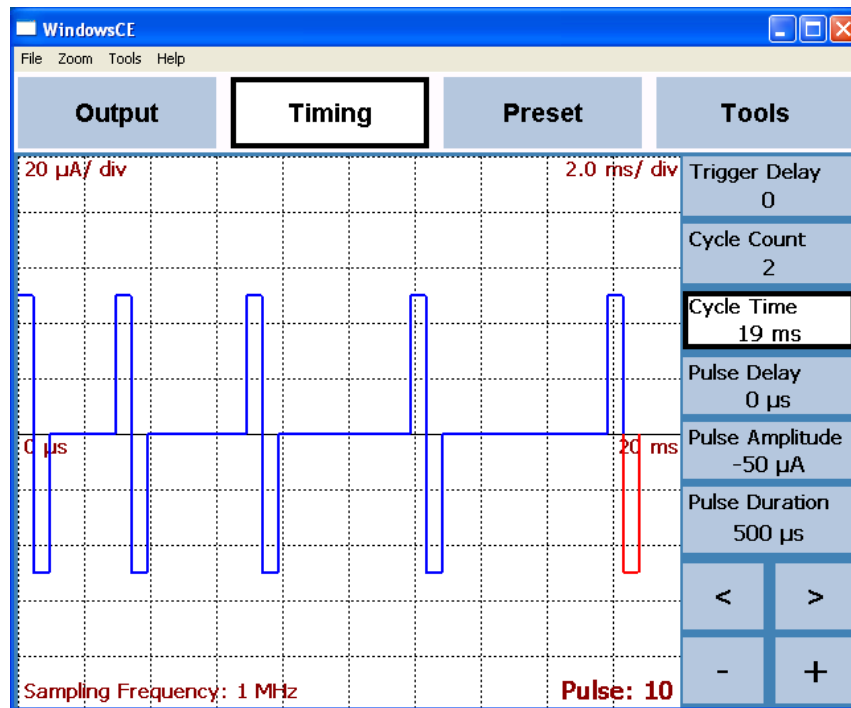 WindowsCE
File Zoom Tools Help
Output Timing Preset Tools
20 µA/ div 2.0 ms/ div
0 µs 20 ms
Sampling Frequency: 1 MHz Pulse: 10
Trigger Delay
0
Cycle Count
2
Cycle Time
19 ms
Pulse Delay
0 µs
Pulse Amplitude
-50 µA
Pulse Duration
500 µs
< >
- +